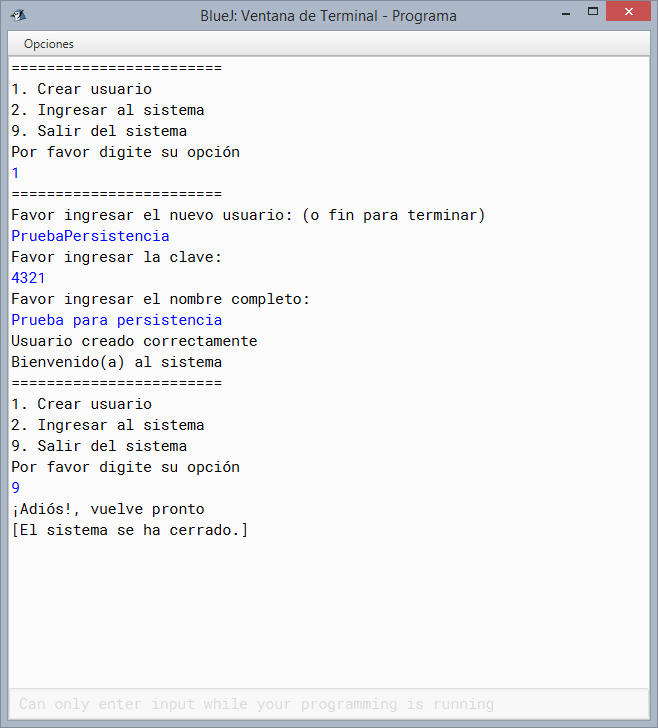 BlueJ: Ventana de Terminal - Programa
Opciones
========================
1. Crear usuario
2. Ingresar al sistema
9. Salir del sistema
Por favor digite su opción
1
========================
Favor ingresar el nuevo usuario: (o fin para terminar)
PruebaPersistencia
Favor ingresar la clave:
4321
Favor ingresar el nombre completo:
Prueba para persistencia
Usuario creado correctamente
Bienvenido(a) al sistema
========================
1. Crear usuario
2. Ingresar al sistema
9. Salir del sistema
Por favor digite su opción
9
¡Adiós!, vuelve pronto
[El sistema se ha cerrado.]
Can only enter input while your programming is running